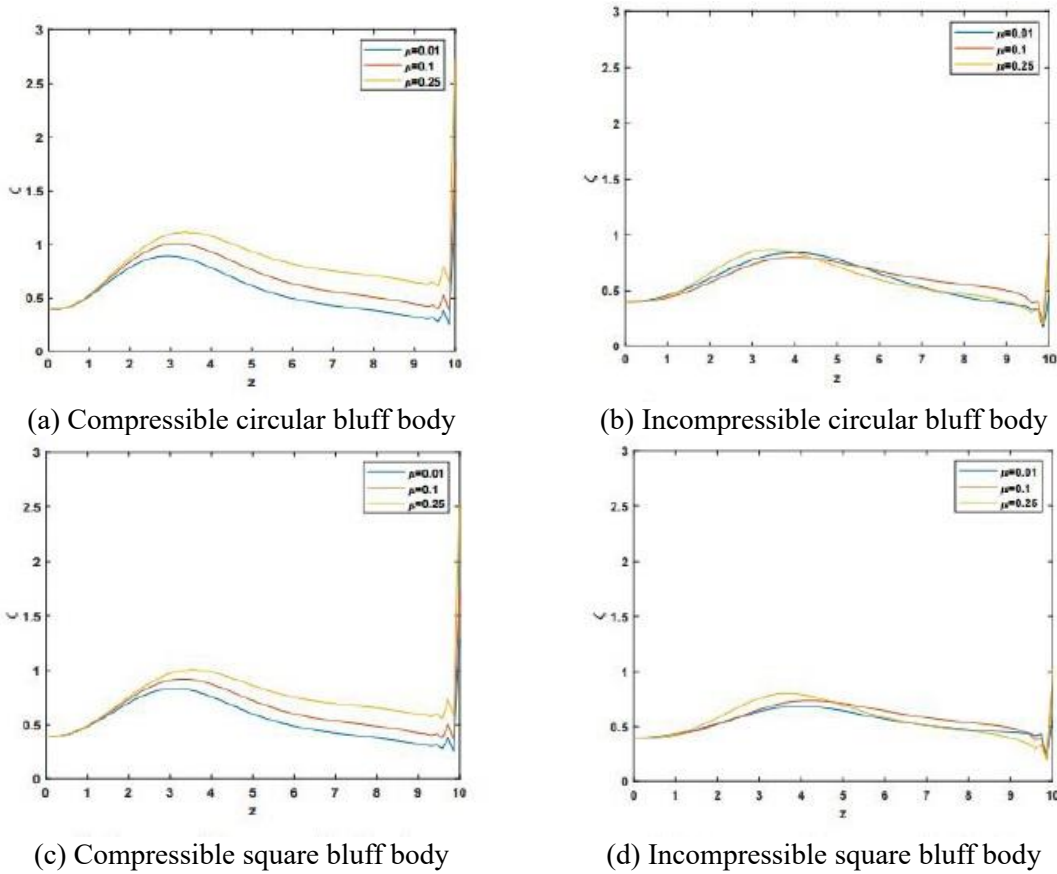 3
2.5
2
1.5
1
0.5
0
ζ
μ=0.01
μ=0.1
μ=0.25
0 1 2 3 4 5 6 7 8 9 10
z
(a) Compressible circular bluff body
3
2.5
2
1.5
1
0.5
0
ζ
μ=0.01
μ=0.1
μ=0.25
0 1 2 3 4 5 6 7 8 9 10
z
(b) Incompressible circular bluff body
3
2.5
2
1.5
1
0.5
0
ζ
μ=0.01
μ=0.1
μ=0.25
0 1 2 3 4 5 6 7 8 9 10
z
(c) Compressible square bluff body
3
2.5
2
1.5
1
0.5
0
ζ
μ=0.01
μ=0.1
μ=0.25
0 1 2 3 4 5 6 7 8 9 10
z
(d) Incompressible square bluff body